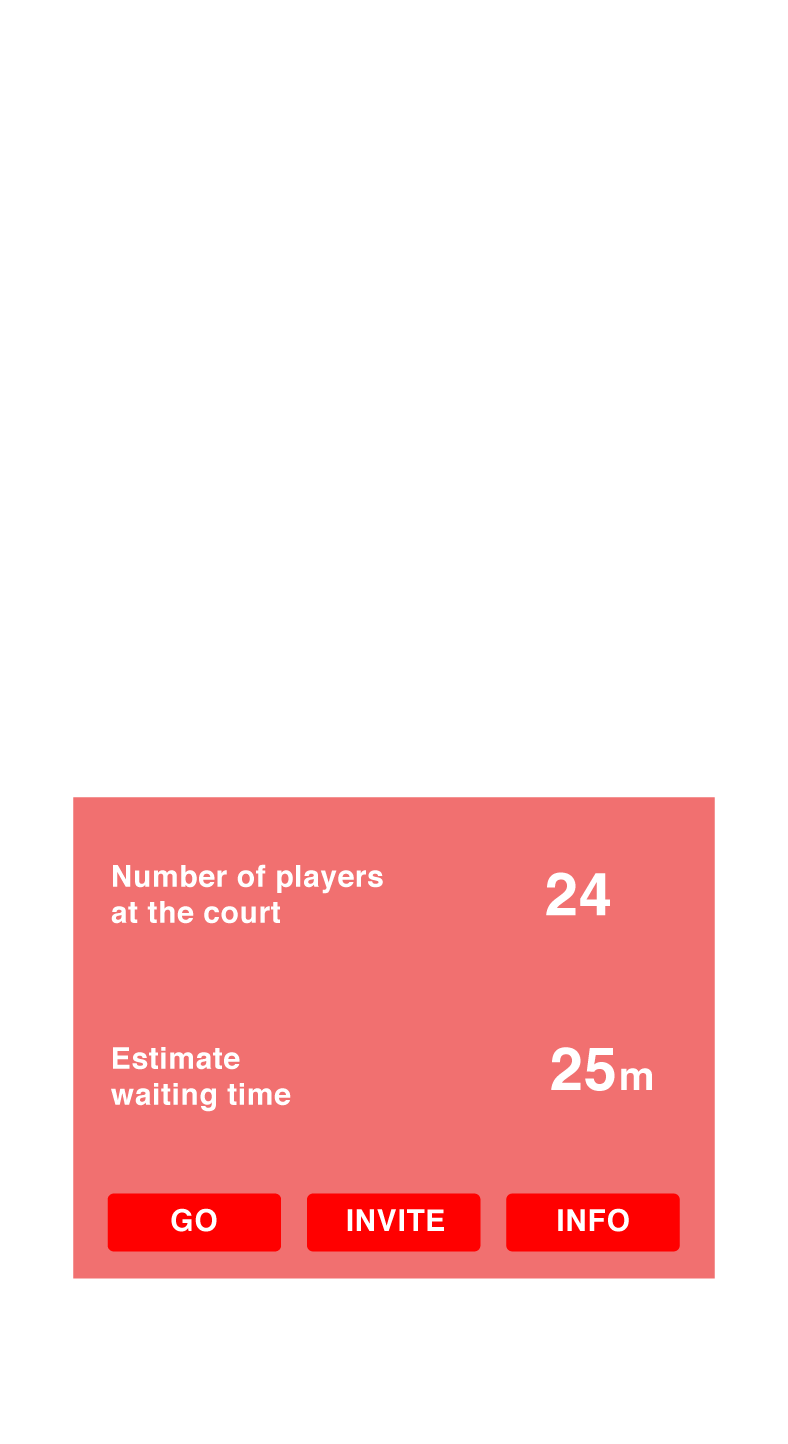 Number of players
at the court
24
Estimate
waiting time
25m
GO
INVITE
INFO